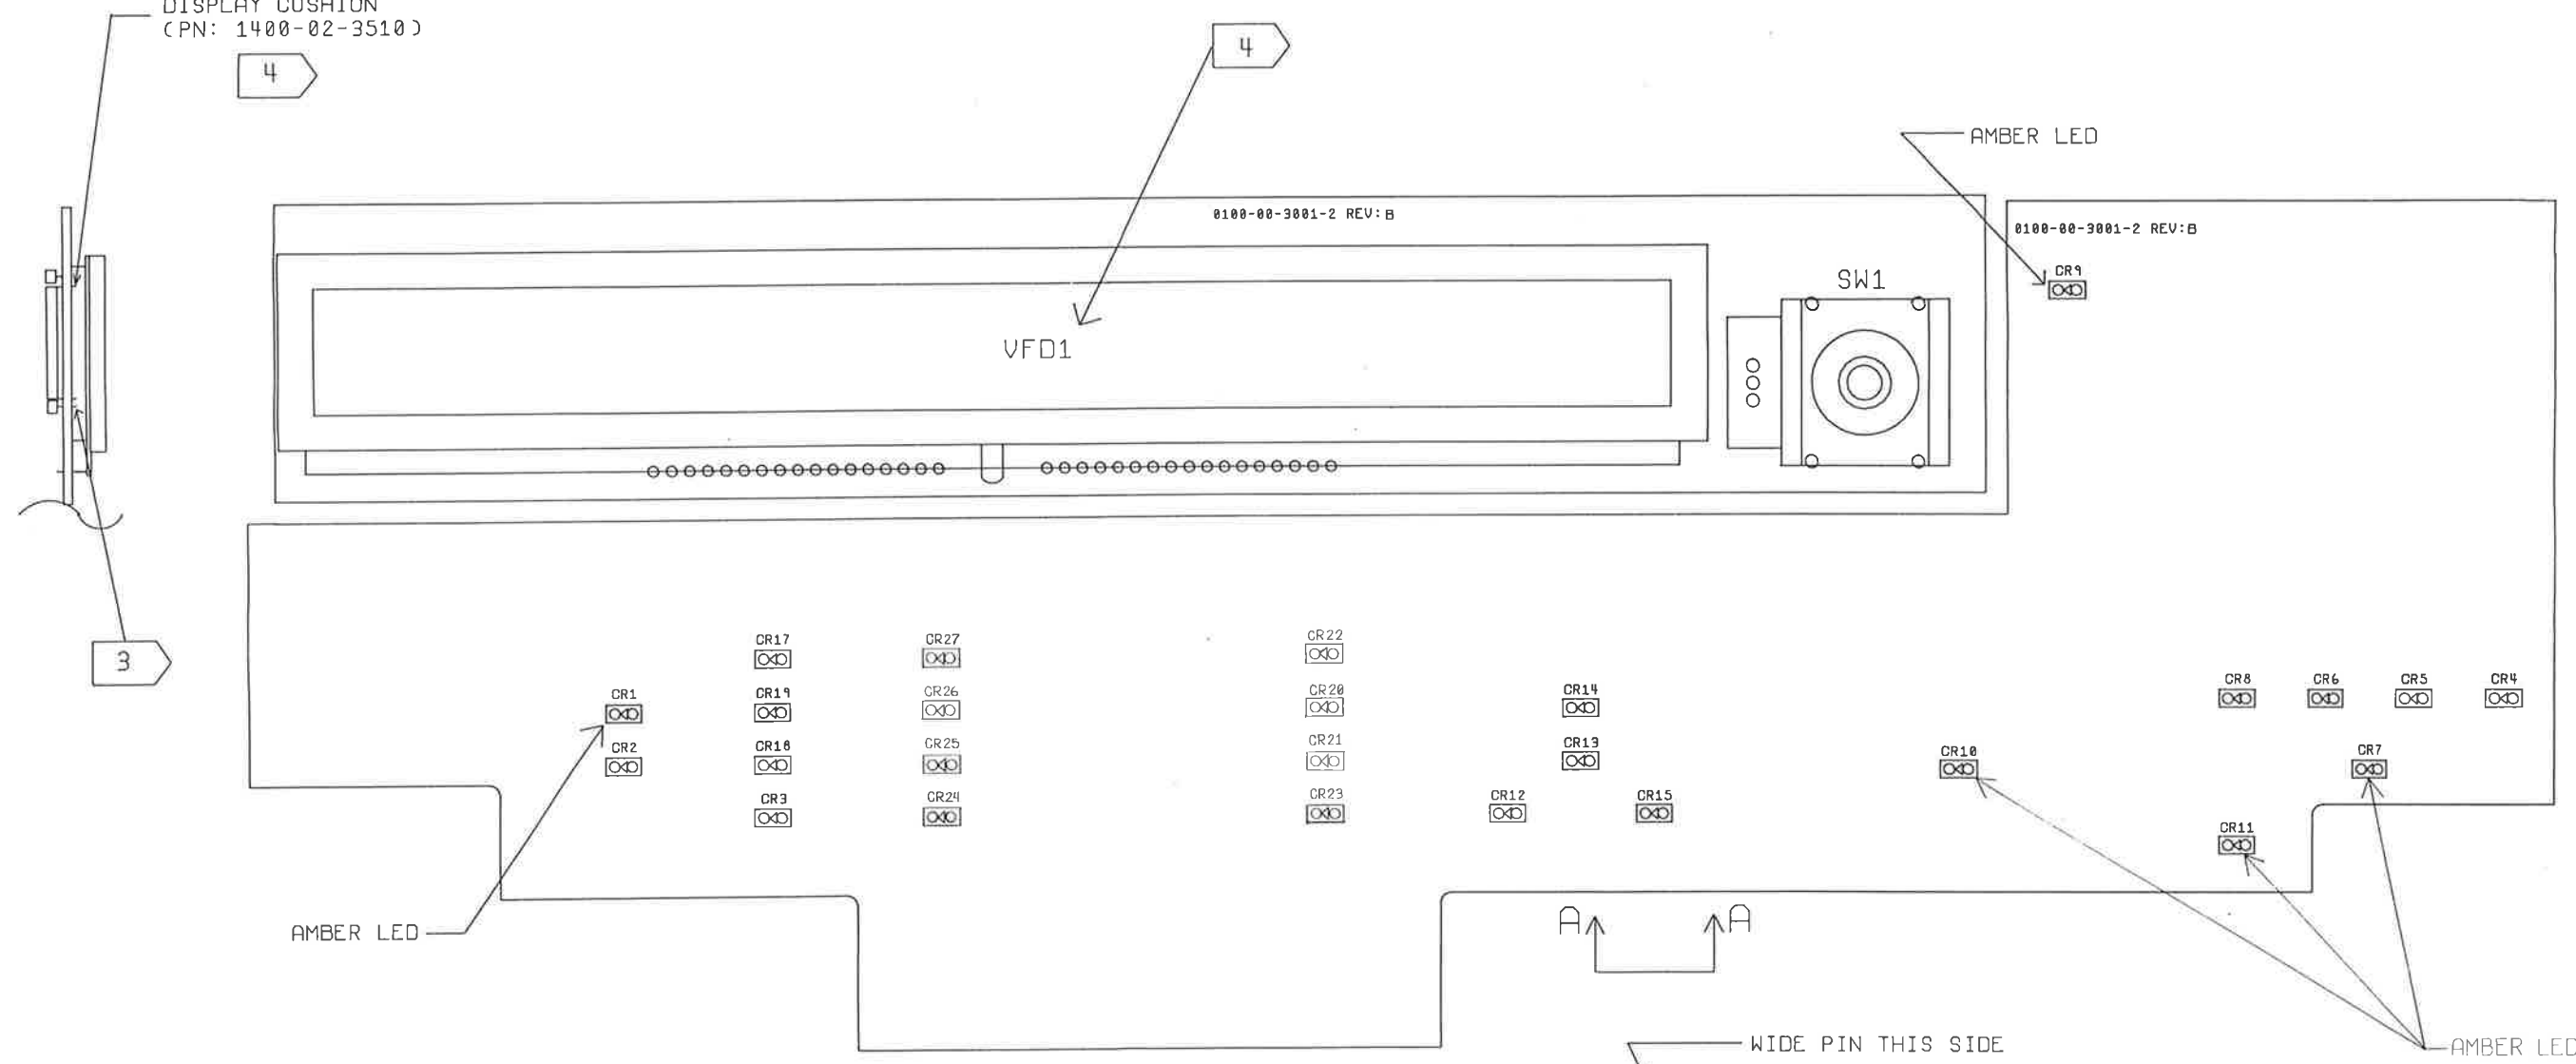 DISPLAY CUSHION
(PN: 1400-02-3510)
4
4
AMBER LED
0100-00-3001-2 REV:B
0100-00-3001-2 REV:B
CR9
SW1
VFD1
3
CR17
CR27
CR22
CR1
CR19
CR26
CR20
CR14
CR8
CR6
CR5
CR4
CR2
CR18
CR25
CR21
CR13
CR10
CR7
CR3
CR24
CR23
CR12
CR15
CR11
AMBER LED
A
A
WIDE PIN THIS SIDE
AMBER LED